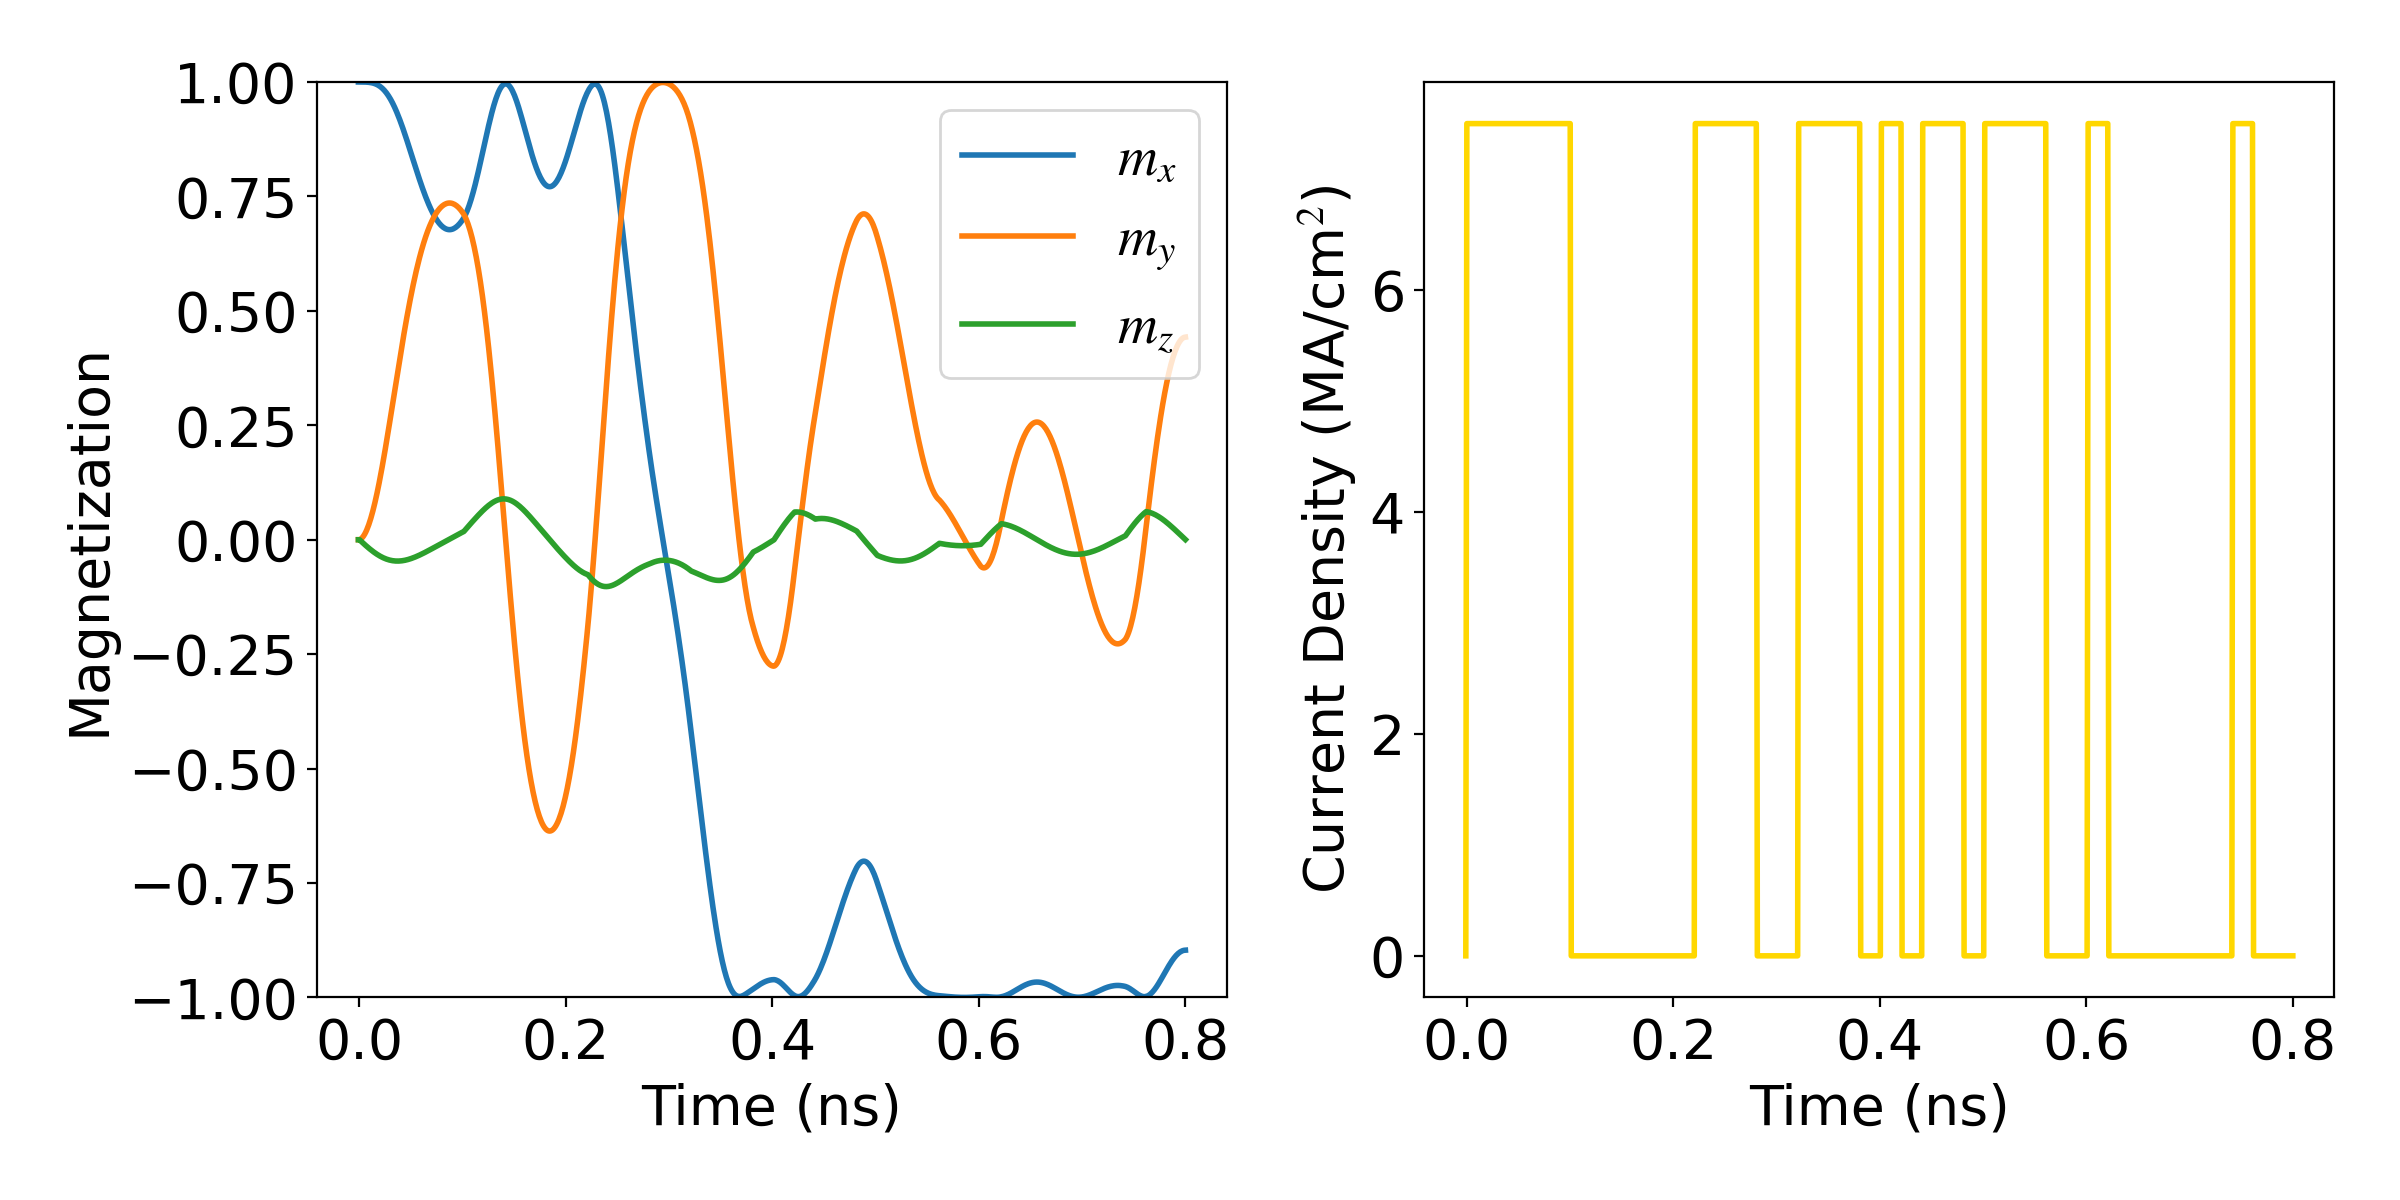 Magnetization
1.00
0.75
0.50
0.25
0.00
−0.25
−0.50
−0.75
−1.00
0.0 0.2 0.4 0.6 0.8
Time (ns)
m_x
m_y
m_z
Current Density (MA/cm²)
6
4
2
0
0.0 0.2 0.4 0.6 0.8
Time (ns)